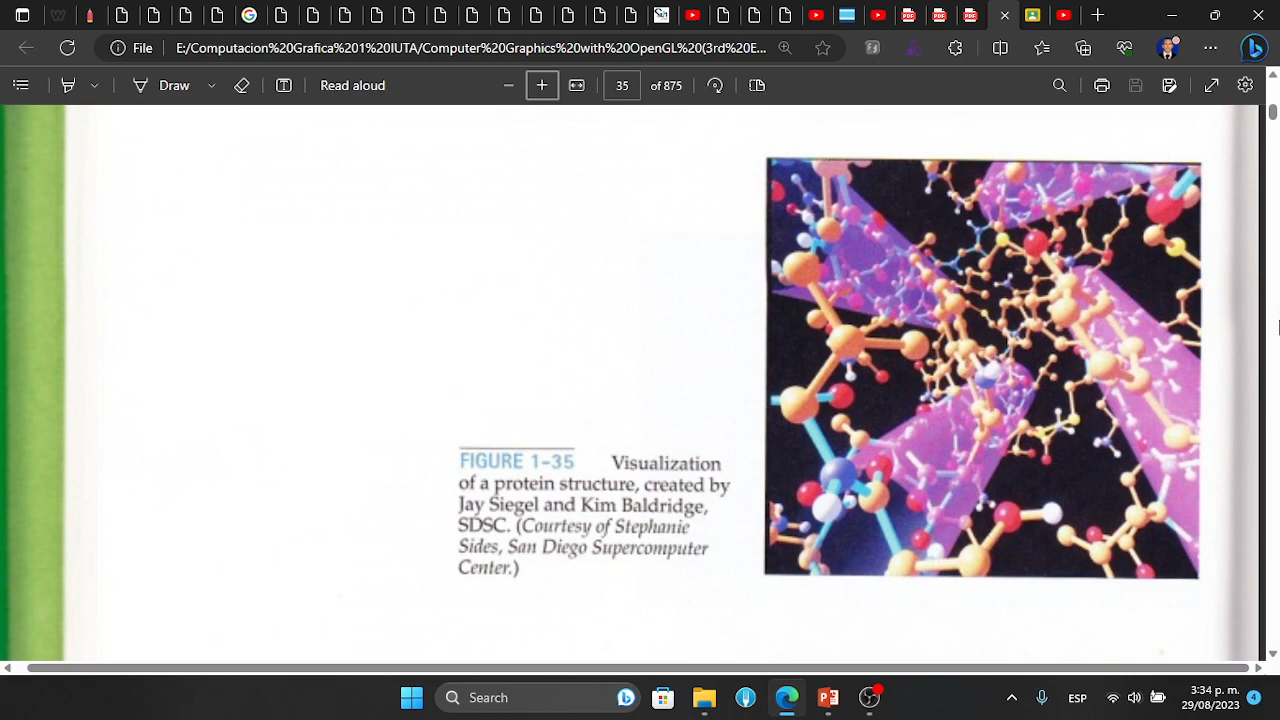 File
E:/Computacion%20Grafica%201%20IUTA/Computer%20Graphics%20with%20OpenGL%20(3rd%20E...
Draw
Read aloud
35
of 875
FIGURE 1–35 Visualization
of a protein structure, created by
Jay Siegel and Kim Baldridge,
SDSC. (Courtesy of Stephanie
Sides, San Diego Supercomputer
Center.)
Search
ESP
3:34 p. m.
29/08/2023
4